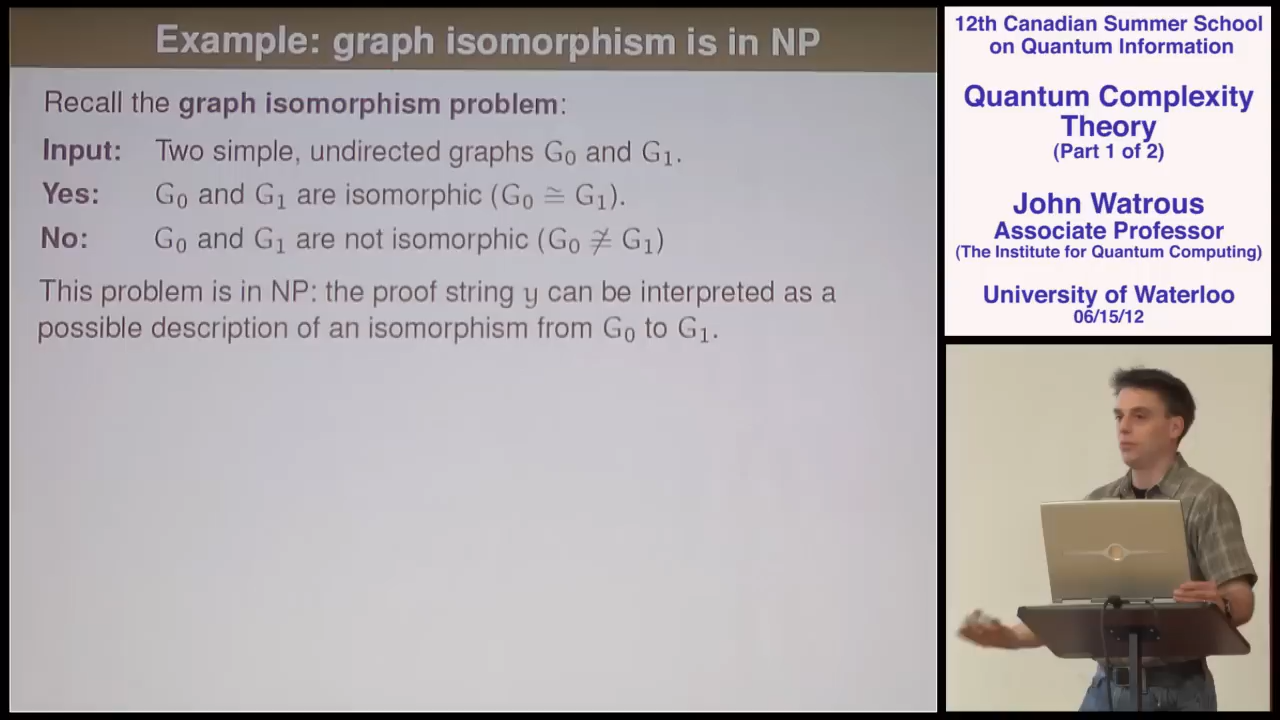 Example: graph isomorphism is in NP
Recall the graph isomorphism problem:
Input: Two simple, undirected graphs G₀ and G₁.
Yes: G₀ and G₁ are isomorphic (G₀ ≅ G₁).
No: G₀ and G₁ are not isomorphic (G₀ ≇ G₁)
This problem is in NP: the proof string y can be interpreted as a
possible description of an isomorphism from G₀ to G₁.
12th Canadian Summer School
on Quantum Information
Quantum Complexity
Theory
(Part 1 of 2)
John Watrous
Associate Professor
(The Institute for Quantum Computing)
University of Waterloo
06/15/12